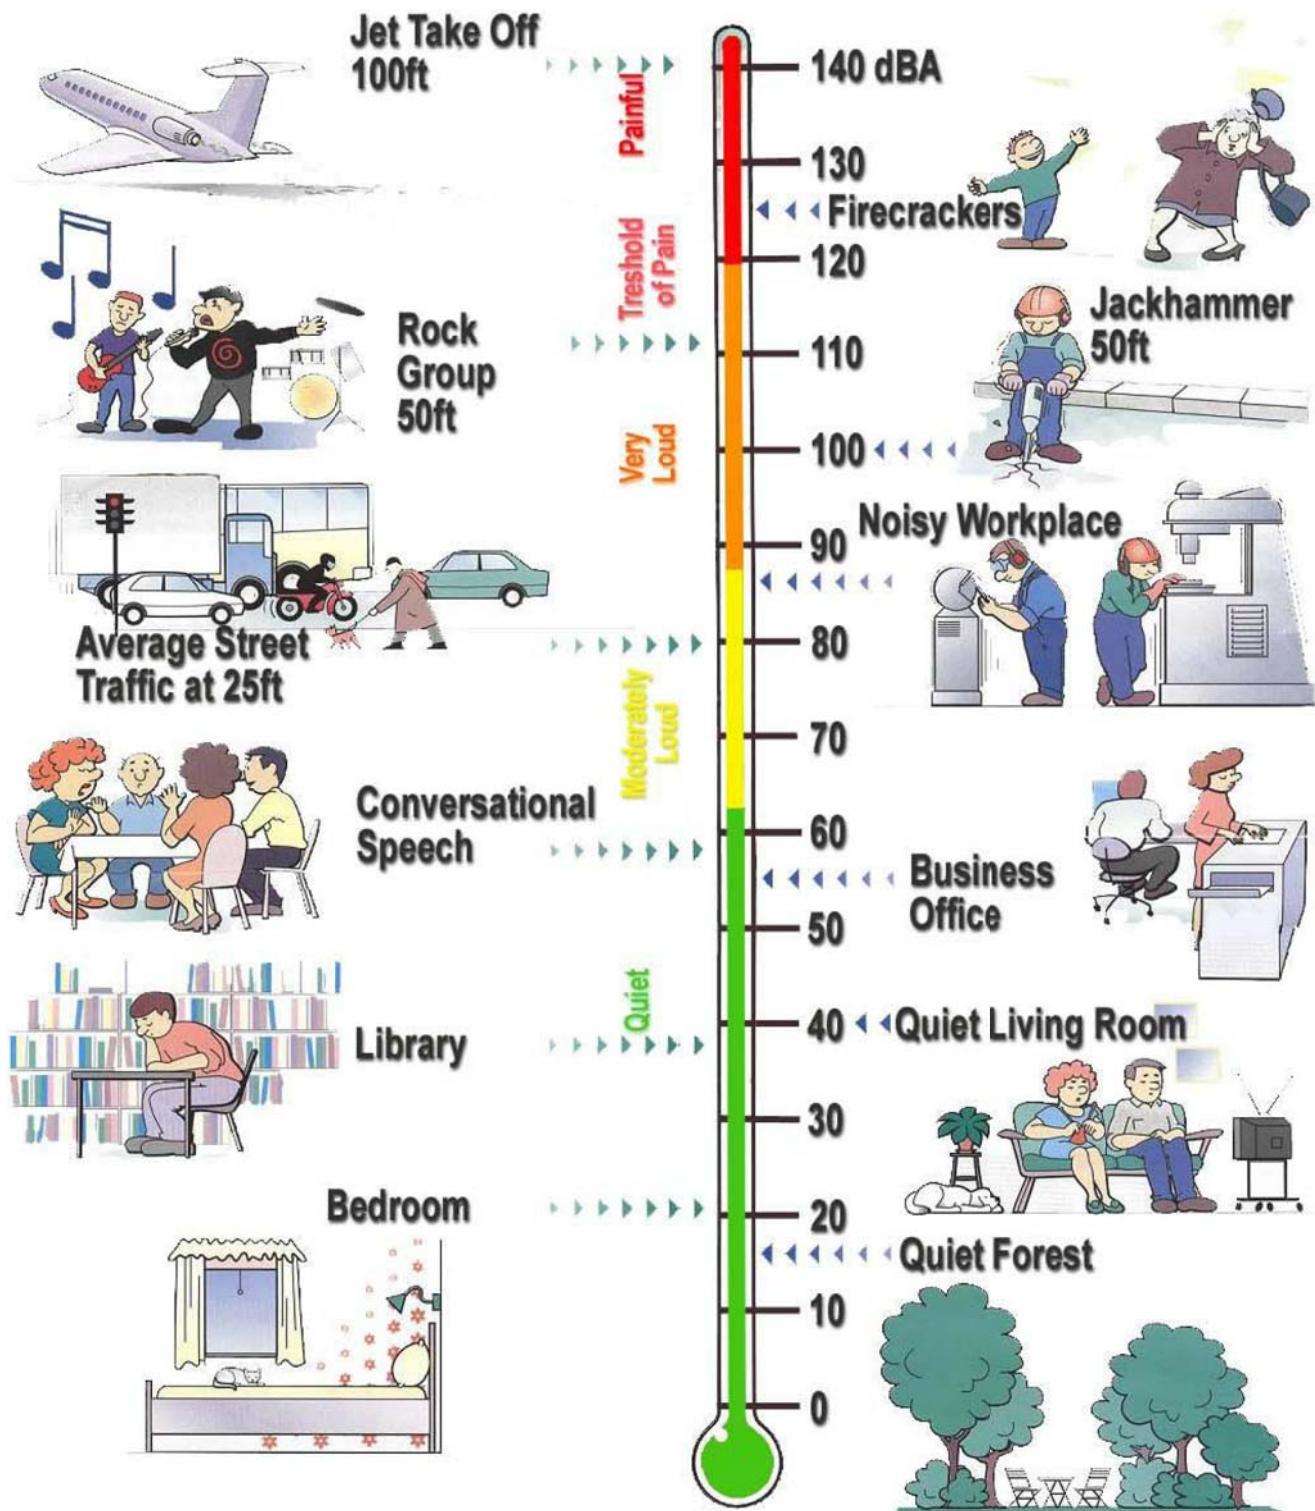 Jet Take Off
100ft
140 dBA
Painful
130
Firecrackers
Treshold
of Pain
120
Rock
Group
50ft
110
Jackhammer
50ft
Very
Loud
100
Noisy Workplace
90
Average Street
Traffic at 25ft
80
Moderately
Loud
70
Conversational
Speech
60
Business
Office
50
Quiet
Library
40
Quiet Living Room
30
Bedroom
20
Quiet Forest
10
0